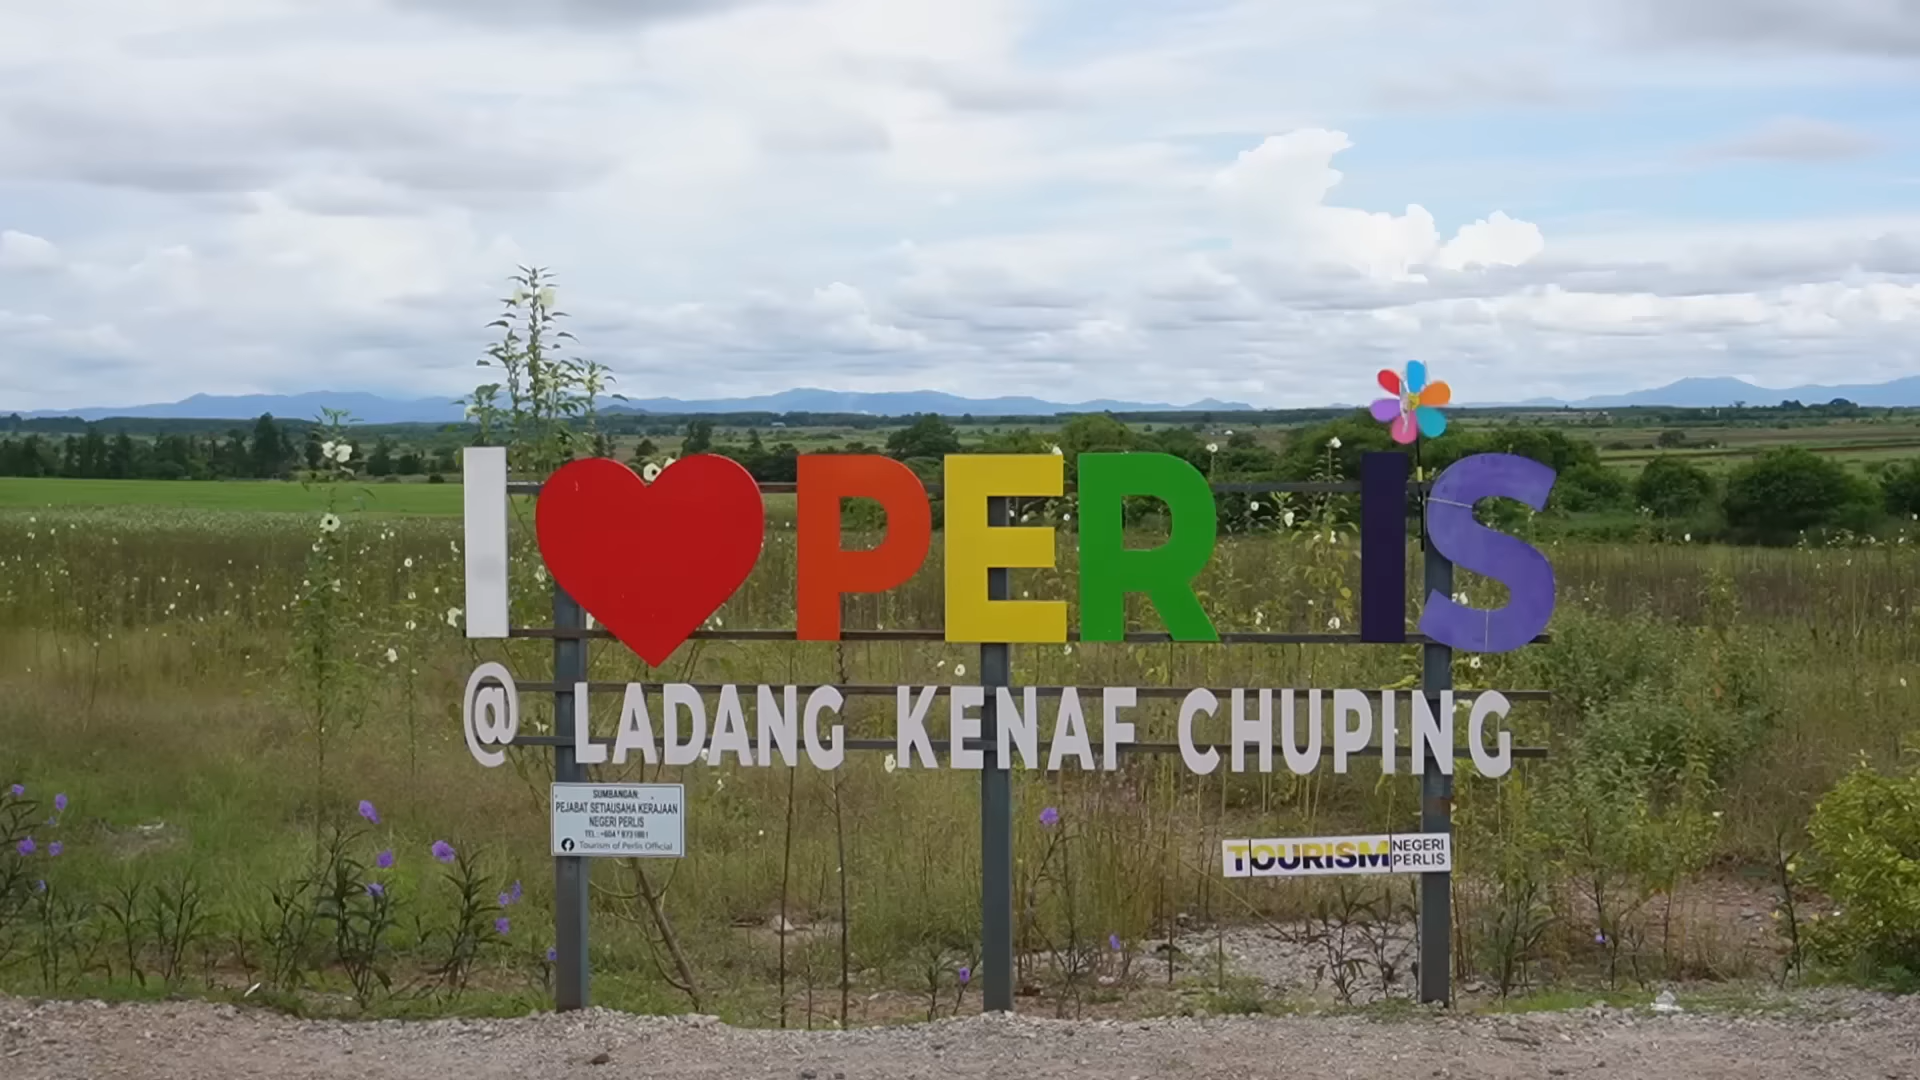 I ❤ PER IS
@ LADANG KENAF CHUPING
SUMBANGAN:
PEJABAT SETIAUSAHA KERAJAAN
NEGERI PERLIS
Tourism of Perlis Official
TOURISM NEGERI PERLIS